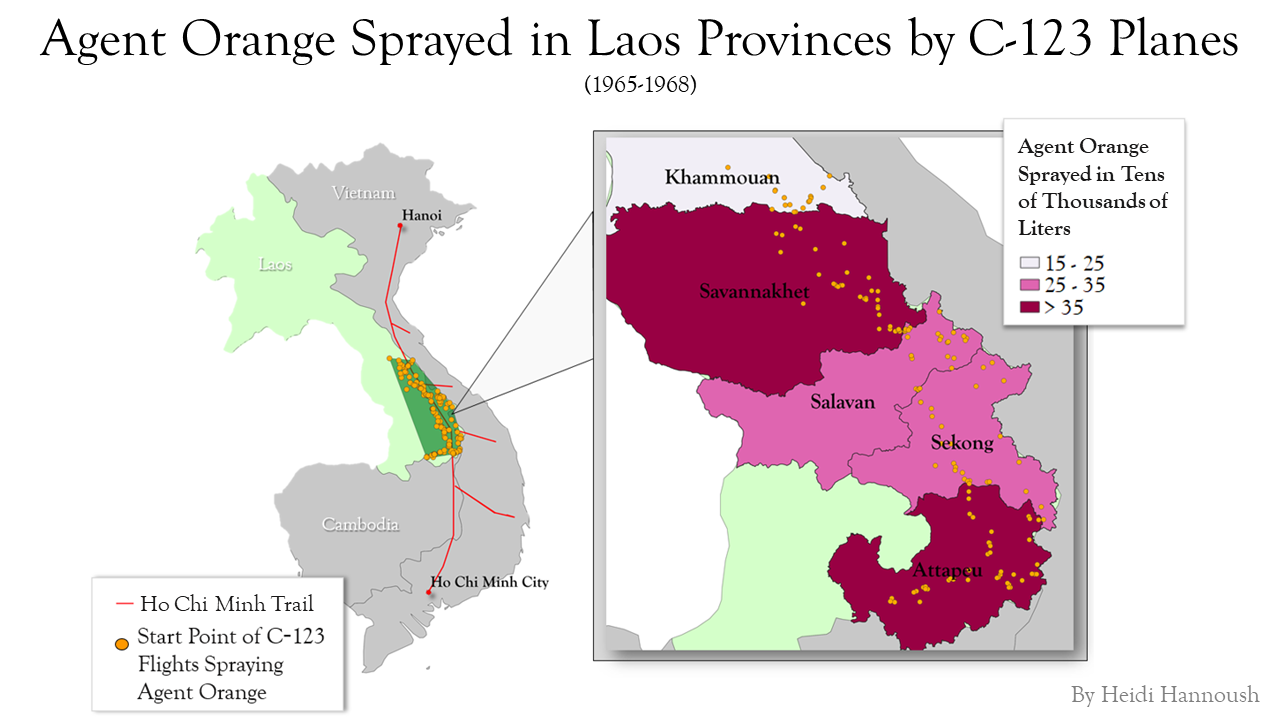 Agent Orange Sprayed in Laos Provinces by C-123 Planes
(1965-1968)
Vietnam
Hanoi
Laos
Cambodia
Ho Chi Minh City
Ho Chi Minh Trail
Start Point of C-123
Flights Spraying
Agent Orange
Khammouan
Savannakhet
Salavan
Sekong
Attapeu
Agent Orange
Sprayed in Tens
of Thousands of
Liters
15 - 25
25 - 35
> 35
By Heidi Hannoush